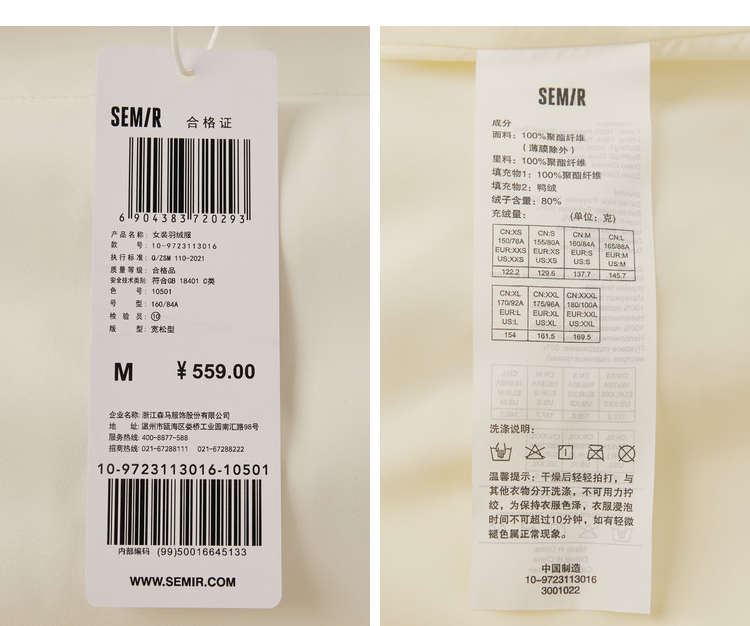 SEMIR 合格证
6 904383 720293
产品名称: 女装羽绒服
款 号: 10-9723113016
执行标准: Q/ZSM 110-2021
质量等级: 合格品
安全技术类别: 符合GB 18401 C类
色 号: 10501
号 型: 160/84A
检 验 员: ⑩
版 型: 宽松型
M ¥ 559.00
企业名称: 浙江森马服饰股份有限公司
地 址: 温州市瓯海区娄桥工业园南汇路98号
服务热线: 400-8877-588
招商热线: 021-67288111 021-67288222
10-9723113016-10501
内部编码 (99)50016645133
WWW.SEMIR.COM
SEMIR
成分
面料: 100%聚酯纤维
(薄膜除外)
里料: 100%聚酯纤维
填充物1: 100%聚酯纤维
填充物2: 鸭绒
绒子含量: 80%
充绒量: (单位: 克)
CN:XS CN:S CN:M CN:L
150/76A 155/80A 160/84A 165/88A
EUR:XXS EUR:XS EUR:S EUR:M
US:XXS US:XS US:S US:M
122.2 129.6 137.7 145.7
CN:XL CN:XXL CN:XXXL
170/92A 175/96A 180/100A
EUR:L EUR:XL EUR:XXL
US:L US:XL US:XXL
154 161.5 169.5
洗涤说明:
温馨提示: 干燥后轻轻拍打, 与
其他衣物分开洗涤, 不可用力拧
绞, 为保持衣服色泽, 衣服浸泡
时间不可超过10分钟, 如有轻微
褪色属正常现象。
中国制造
10-9723113016
3001022